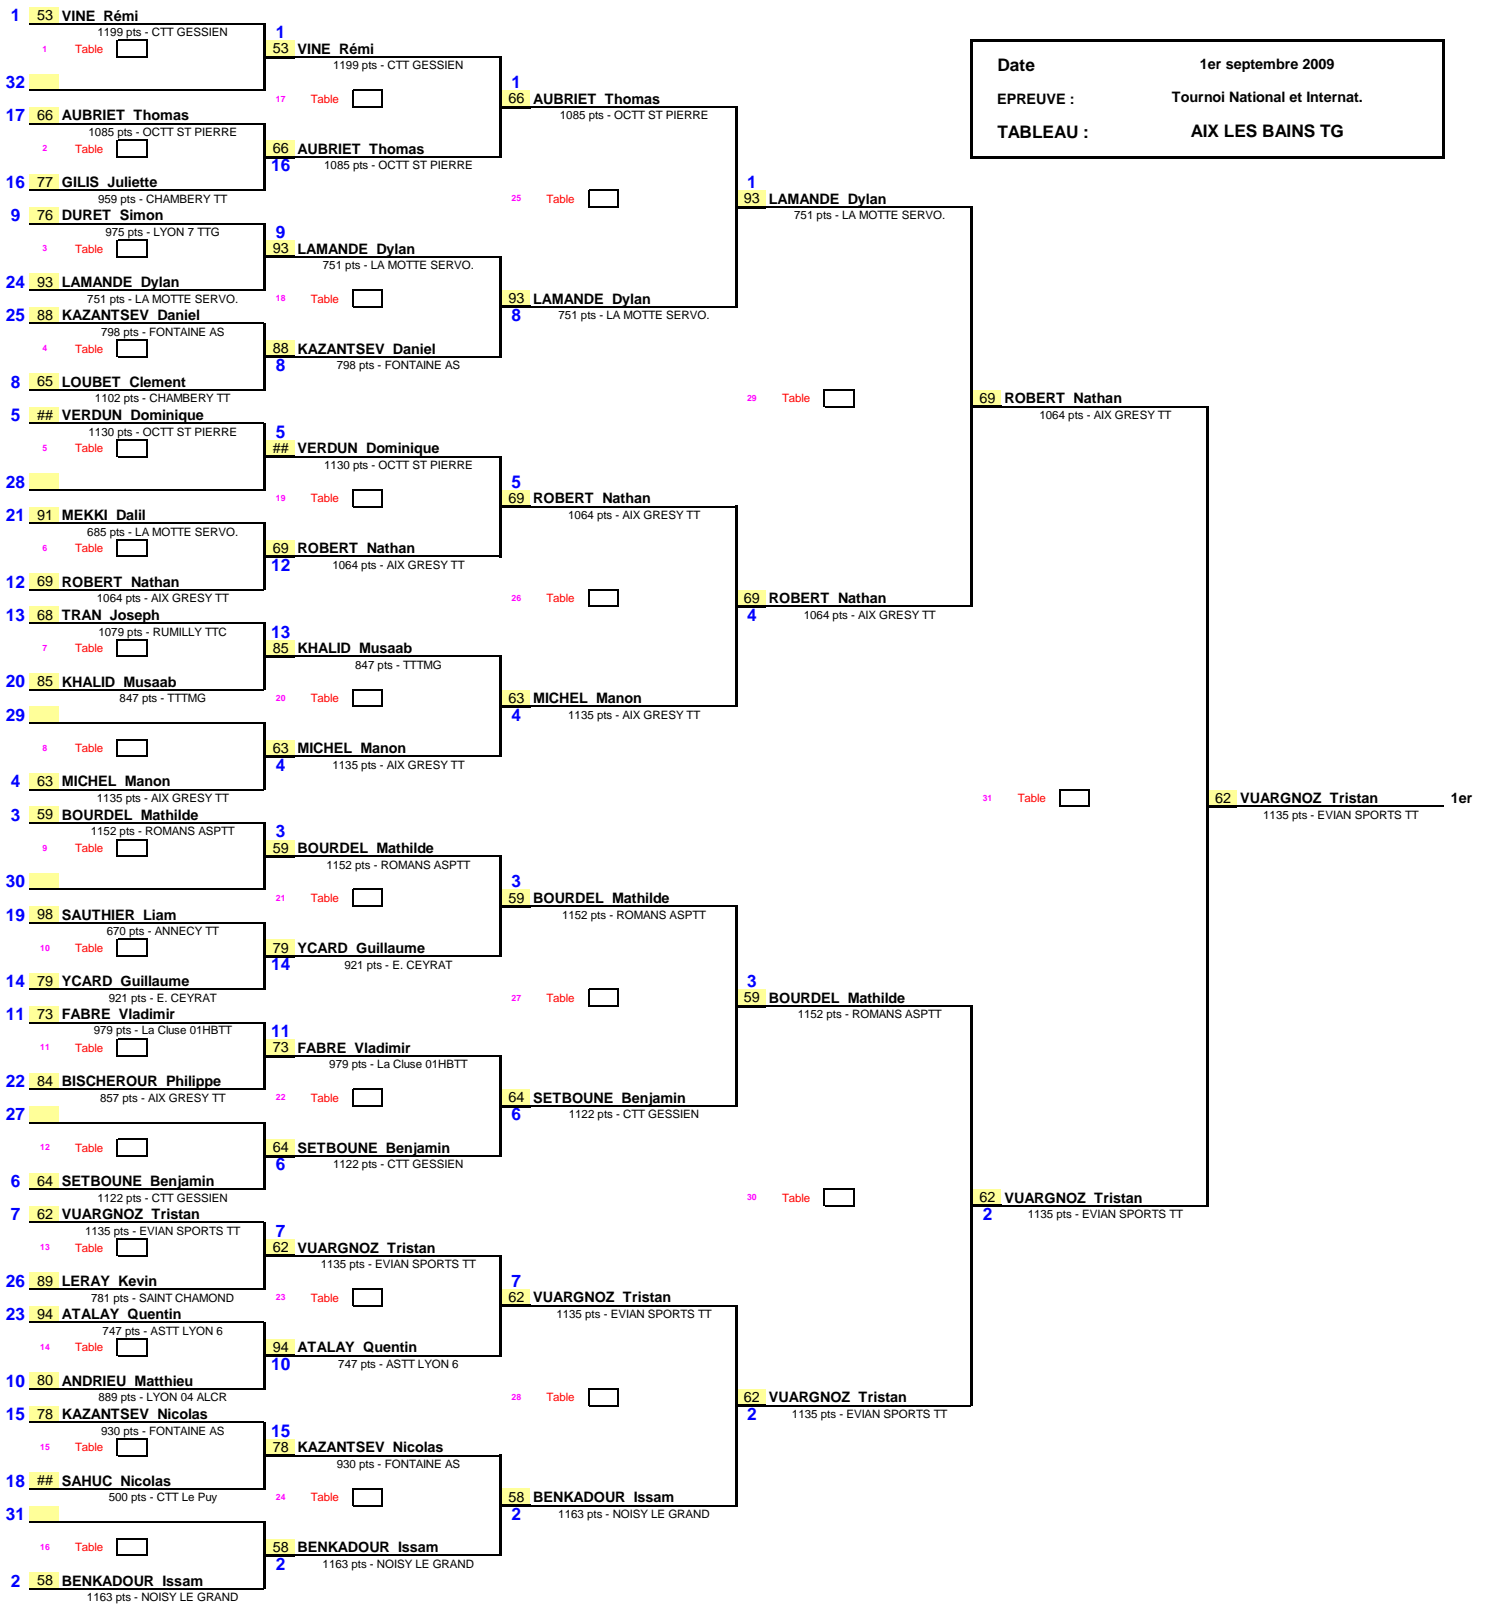 1 53 VINE Rémi
1199 pts - CTT GESSIEN
1 Table
32
17 66 AUBRIET Thomas
1085 pts - OCTT ST PIERRE
2 Table
16 77 GILIS Juliette
959 pts - CHAMBERY TT
9 76 DURET Simon
975 pts - LYON 7 TTG
3 Table
24 93 LAMANDE Dylan
751 pts - LA MOTTE SERVO.
25 88 KAZANTSEV Daniel
798 pts - FONTAINE AS
4 Table
8 65 LOUBET Clement
1102 pts - CHAMBERY TT
5 ## VERDUN Dominique
1130 pts - OCTT ST PIERRE
5 Table
28
21 91 MEKKI Dalil
685 pts - LA MOTTE SERVO.
6 Table
12 69 ROBERT Nathan
1064 pts - AIX GRESY TT
13 68 TRAN Joseph
1079 pts - RUMILLY TTC
7 Table
20 85 KHALID Musaab
847 pts - TTTMG
29
8 Table
4 63 MICHEL Manon
1135 pts - AIX GRESY TT
3 59 BOURDEL Mathilde
1152 pts - ROMANS ASPTT
9 Table
30
19 98 SAUTHIER Liam
670 pts - ANNECY TT
10 Table
14 79 YCARD Guillaume
921 pts - E. CEYRAT
11 73 FABRE Vladimir
979 pts - La Cluse 01HBTT
11 Table
22 84 BISCHEROUR Philippe
857 pts - AIX GRESY TT
27
12 Table
6 64 SETBOUNE Benjamin
1122 pts - CTT GESSIEN
7 62 VUARGNOZ Tristan
1135 pts - EVIAN SPORTS TT
13 Table
26 89 LERAY Kevin
781 pts - SAINT CHAMOND
23 94 ATALAY Quentin
747 pts - ASTT LYON 6
14 Table
10 80 ANDRIEU Matthieu
889 pts - LYON 04 ALCR
15 78 KAZANTSEV Nicolas
930 pts - FONTAINE AS
15 Table
18 ## SAHUC Nicolas
500 pts - CTT Le Puy
31
16 Table
2 58 BENKADOUR Issam
1163 pts - NOISY LE GRAND
1
53 VINE Rémi
1199 pts - CTT GESSIEN
17 Table
66 AUBRIET Thomas
16 1085 pts - OCTT ST PIERRE
9
93 LAMANDE Dylan
751 pts - LA MOTTE SERVO.
18 Table
88 KAZANTSEV Daniel
8 798 pts - FONTAINE AS
5
## VERDUN Dominique
1130 pts - OCTT ST PIERRE
19 Table
69 ROBERT Nathan
12 1064 pts - AIX GRESY TT
13
85 KHALID Musaab
847 pts - TTTMG
20 Table
63 MICHEL Manon
4 1135 pts - AIX GRESY TT
3
59 BOURDEL Mathilde
1152 pts - ROMANS ASPTT
21 Table
79 YCARD Guillaume
14 921 pts - E. CEYRAT
11
73 FABRE Vladimir
979 pts - La Cluse 01HBTT
22 Table
64 SETBOUNE Benjamin
6 1122 pts - CTT GESSIEN
7
62 VUARGNOZ Tristan
1135 pts - EVIAN SPORTS TT
23 Table
94 ATALAY Quentin
10 747 pts - ASTT LYON 6
15
78 KAZANTSEV Nicolas
930 pts - FONTAINE AS
24 Table
58 BENKADOUR Issam
2 1163 pts - NOISY LE GRAND
1
66 AUBRIET Thomas
1085 pts - OCTT ST PIERRE
25 Table
93 LAMANDE Dylan
8 751 pts - LA MOTTE SERVO.
5
69 ROBERT Nathan
1064 pts - AIX GRESY TT
26 Table
63 MICHEL Manon
4 1135 pts - AIX GRESY TT
3
59 BOURDEL Mathilde
1152 pts - ROMANS ASPTT
27 Table
64 SETBOUNE Benjamin
6 1122 pts - CTT GESSIEN
7
62 VUARGNOZ Tristan
1135 pts - EVIAN SPORTS TT
28 Table
58 BENKADOUR Issam
2 1163 pts - NOISY LE GRAND
1
93 LAMANDE Dylan
751 pts - LA MOTTE SERVO.
29 Table
69 ROBERT Nathan
4 1064 pts - AIX GRESY TT
3
59 BOURDEL Mathilde
1152 pts - ROMANS ASPTT
30 Table
62 VUARGNOZ Tristan
2 1135 pts - EVIAN SPORTS TT
Date 1er septembre 2009
EPREUVE : Tournoi National et Internat.
TABLEAU : AIX LES BAINS TG
69 ROBERT Nathan
1064 pts - AIX GRESY TT
31 Table
62 VUARGNOZ Tristan
2 1135 pts - EVIAN SPORTS TT
62 VUARGNOZ Tristan 1er
1135 pts - EVIAN SPORTS TT